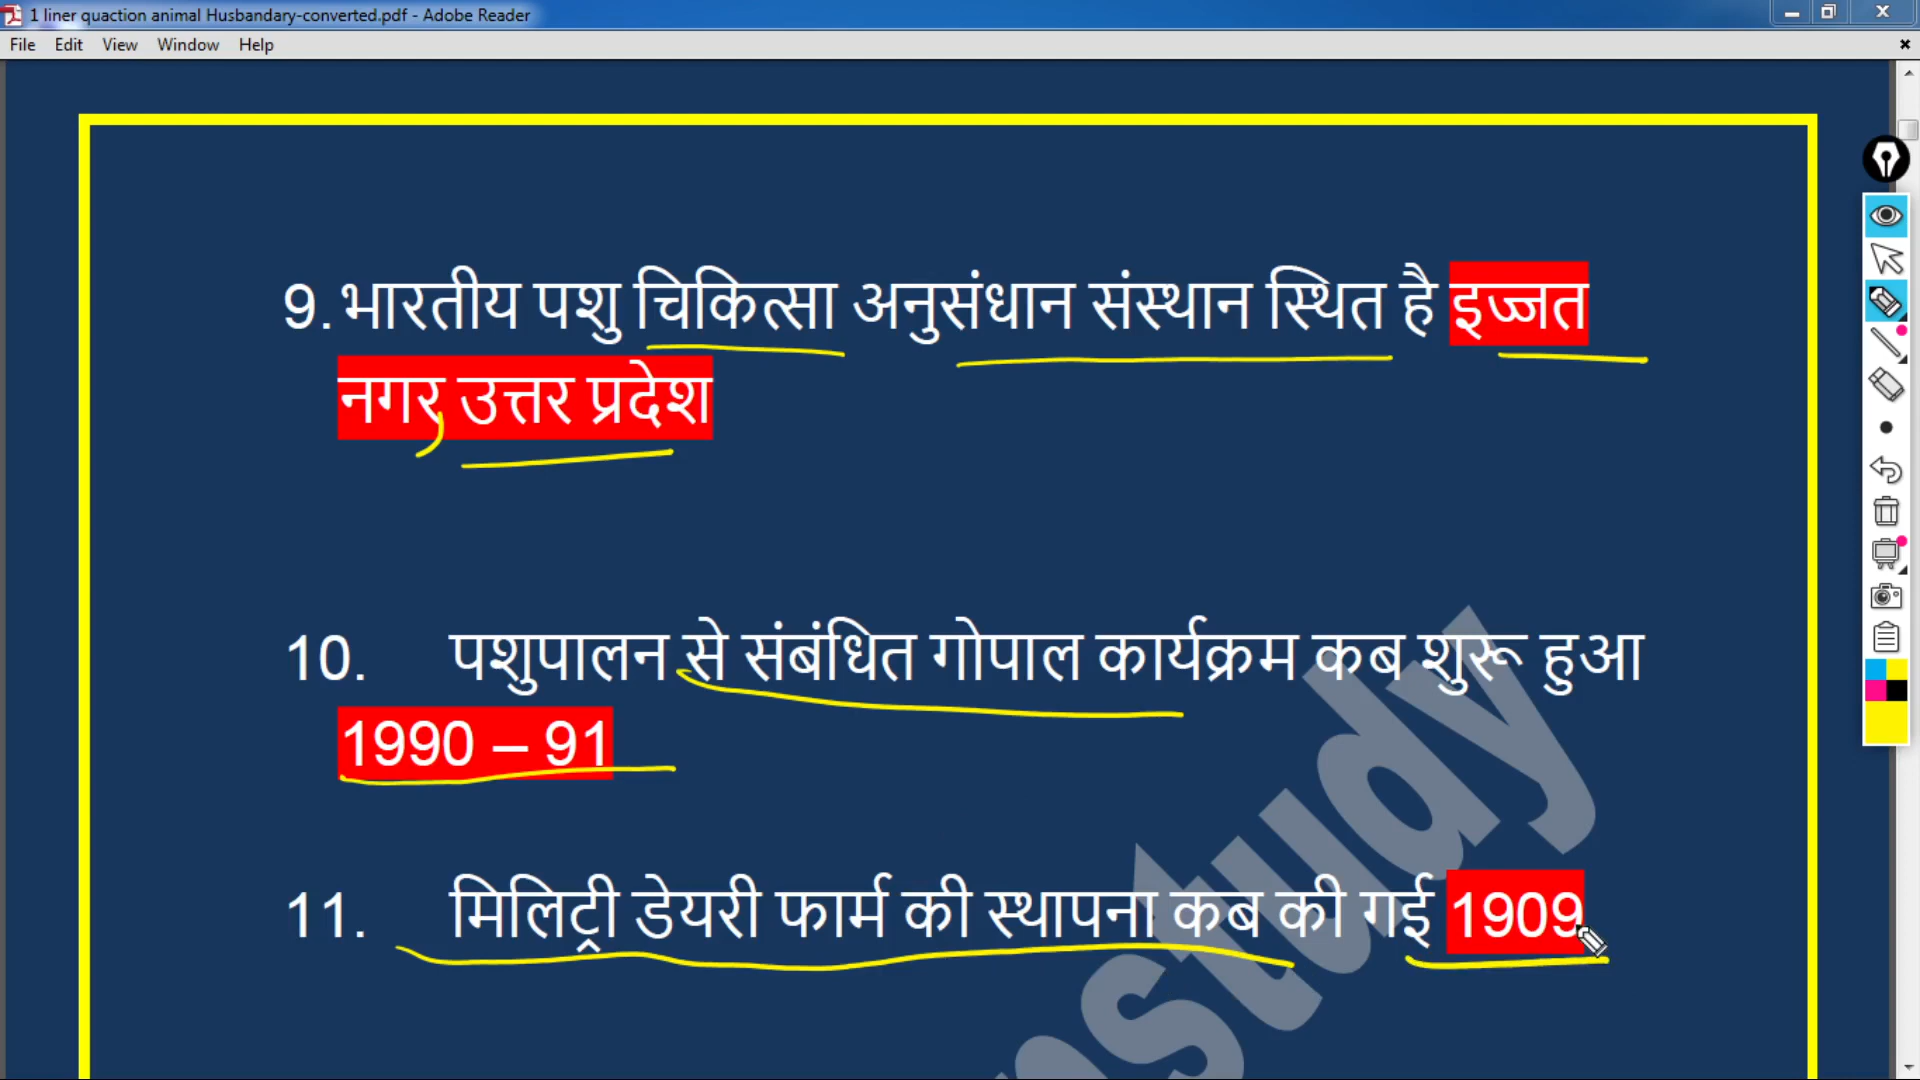 1 liner quaction animal Husbandary-converted.pdf - Adobe Reader
File Edit View Window Help
9. भारतीय पशु चिकित्सा अनुसंधान संस्थान स्थित है इज्जत
नगर उत्तर प्रदेश
10. पशुपालन से संबंधित गोपाल कार्यक्रम कब शुरू हुआ
1990 – 91
11. मिलिट्री डेयरी फार्म की स्थापना कब की गई 1909